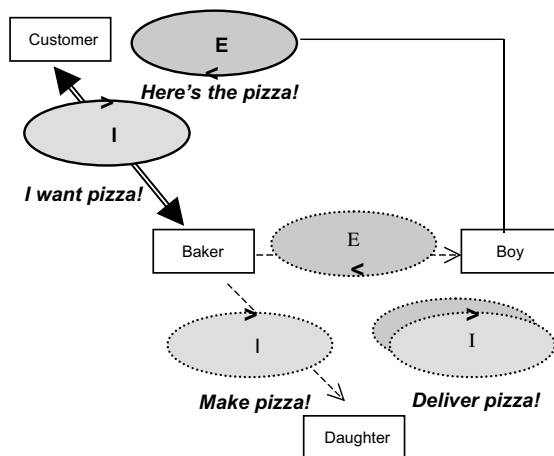 Customer
E
<
Here's the pizza!
>
I
I want pizza!
Baker
E
<
Boy
>
I
Make pizza!
>
I
Deliver pizza!
Daughter